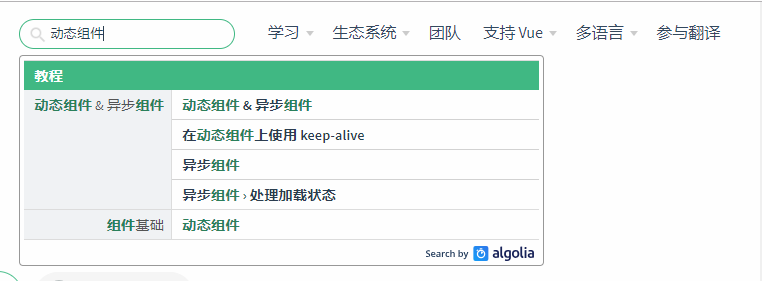 动态组件 学习 生态系统 团队 支持 Vue 多语言 参与翻译
教程
动态组件 & 异步组件 动态组件 & 异步组件
在动态组件上使用 keep-alive
异步组件
异步组件 › 处理加载状态
组件基础 动态组件
Search by algolia